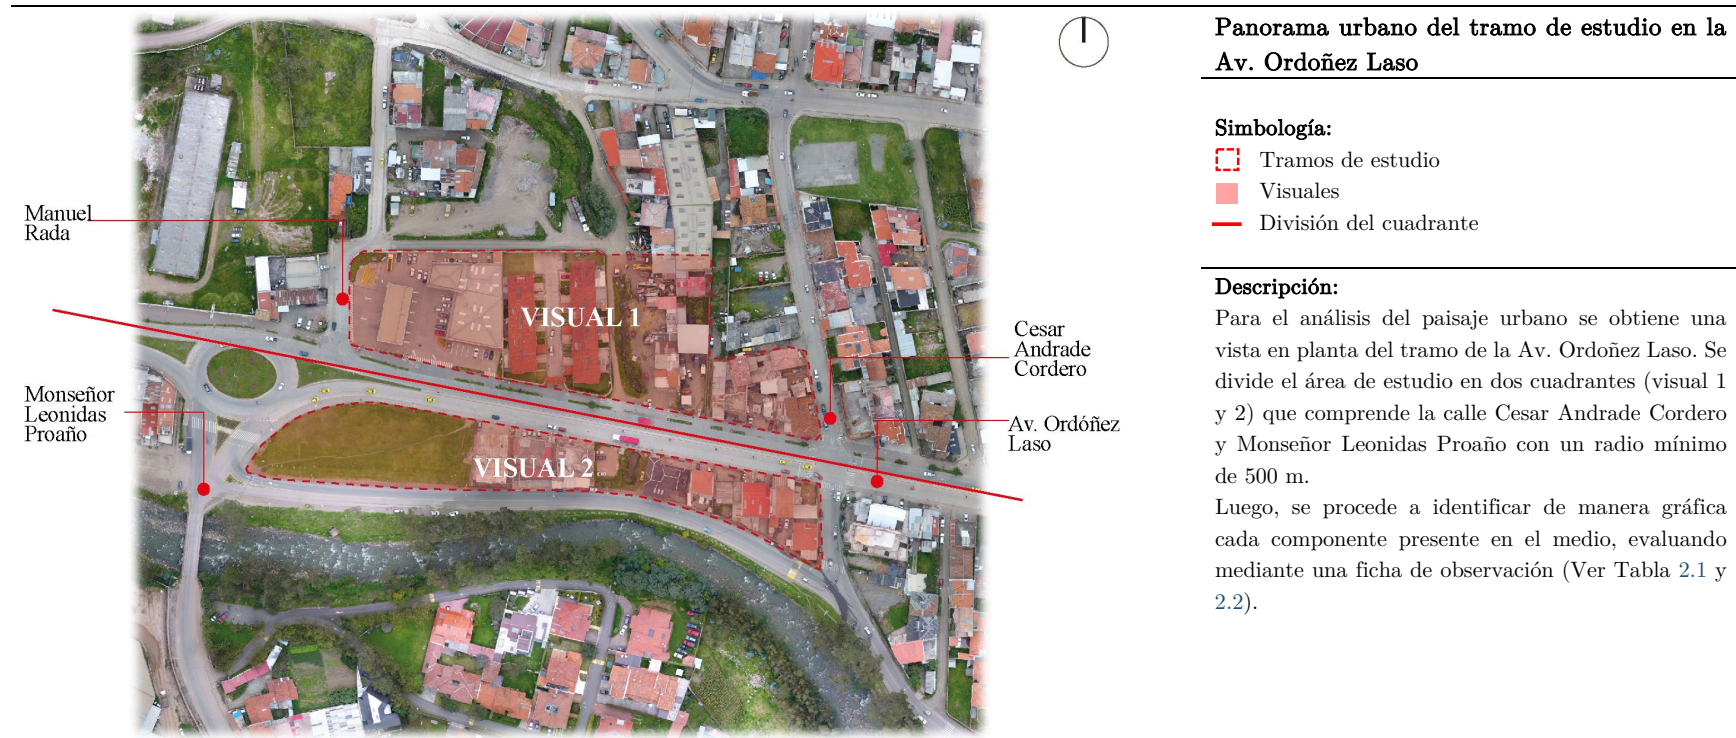 Manuel
Rada
Monseñor
Leonidas
Proaño
VISUAL 1
VISUAL 2
Cesar
Andrade
Cordero
Av. Ordóñez
Laso
Panorama urbano del tramo de estudio en la
Av. Ordoñez Laso
Simbología:
Tramos de estudio
Visuales
División del cuadrante
Descripción:
Para el análisis del paisaje urbano se obtiene una
vista en planta del tramo de la Av. Ordoñez Laso. Se
divide el área de estudio en dos cuadrantes (visual 1
y 2) que comprende la calle Cesar Andrade Cordero
y Monseñor Leonidas Proaño con un radio mínimo
de 500 m.
Luego, se procede a identificar de manera gráfica
cada componente presente en el medio, evaluando
mediante una ficha de observación (Ver Tabla 2.1 y
2.2).